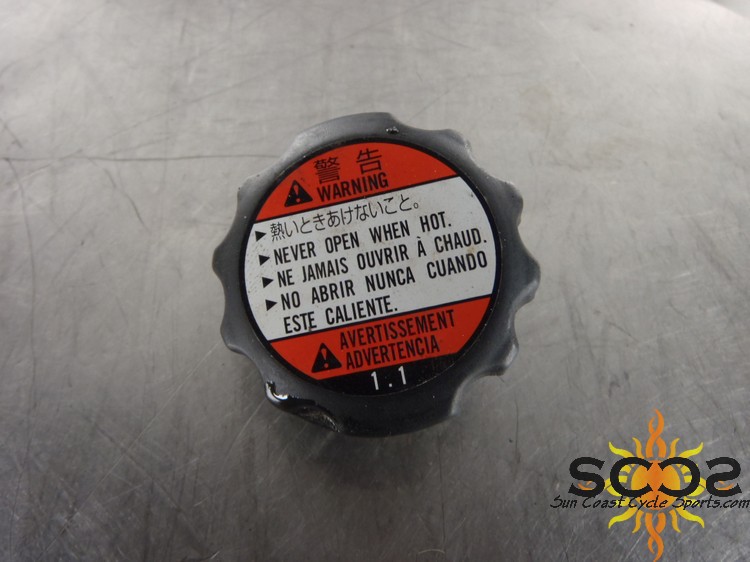 警告
WARNING
▶熱いときあけないこと。
▶NEVER OPEN WHEN HOT.
▶NE JAMAIS OUVRIR À CHAUD.
▶NO ABRIR NUNCA CUANDO
ESTE CALIENTE.
AVERTISSEMENT
ADVERTENCIA
1.1
SCCS
Sun Coast Cycle Sports.com